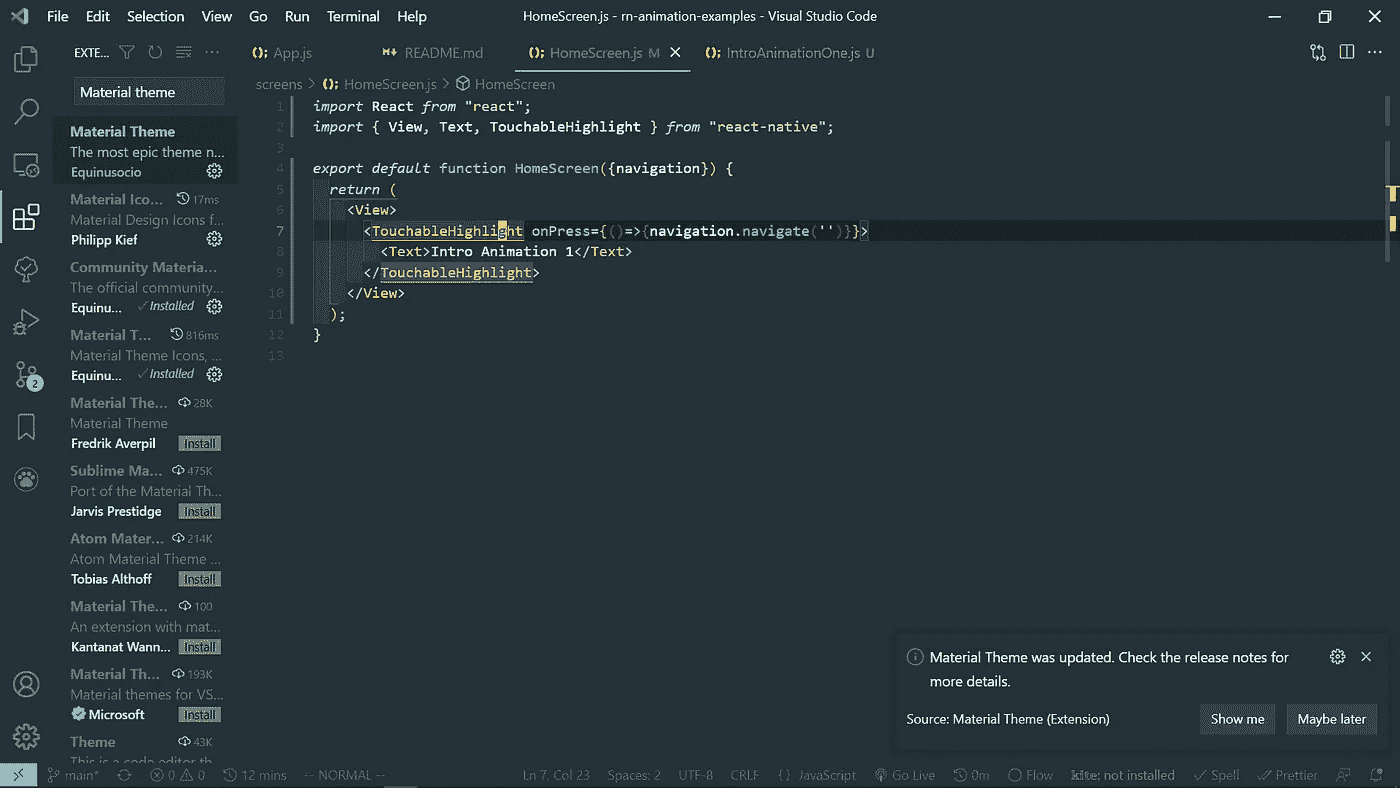 File Edit Selection View Go Run Terminal Help
HomeScreen.js - rn-animation-examples - Visual Studio Code
EXTE...
App.js
README.md
HomeScreen.js M
IntroAnimationOne.js U
Material theme
screens > HomeScreen.js > HomeScreen
Material Theme
The most epic theme n...
Equinusocio
Material Ico... 17ms
Material Design Icons f...
Philipp Kief
Community Materia...
The official community...
Equinu... ✓Installed
Material T... 816ms
Material Theme Icons, ...
Equinu... ✓Installed
Material The... 28K
Material Theme
Fredrik Averpil Install
Sublime Ma... 475K
Port of the Material Th...
Jarvis Prestidge Install
Atom Mater... 214K
Atom Material Theme ...
Tobias Althoff Install
Material The... 100
An extension with mat...
Kantanat Wann... Install
Material Th... 193K
Material themes for VS...
Microsoft Install
Theme 43K
This is a code editor th...
1 import React from "react";
2 import { View, Text, TouchableHighlight } from "react-native";
3
4 export default function HomeScreen({navigation}) {
5 return (
6 <View>
7 <TouchableHighlight onPress={()=>{navigation.navigate('')}}>
8 <Text>Intro Animation 1</Text>
9 </TouchableHighlight>
10 </View>
11 );
12 }
13
2
Material Theme was updated. Check the release notes for
more details.
Source: Material Theme (Extension) Show me Maybe later
main* 0 0 12 mins -- NORMAL -- Ln 7, Col 23 Spaces: 2 UTF-8 CRLF { } JavaScript Go Live 0m Flow kite: not installed ✓ Spell Prettier